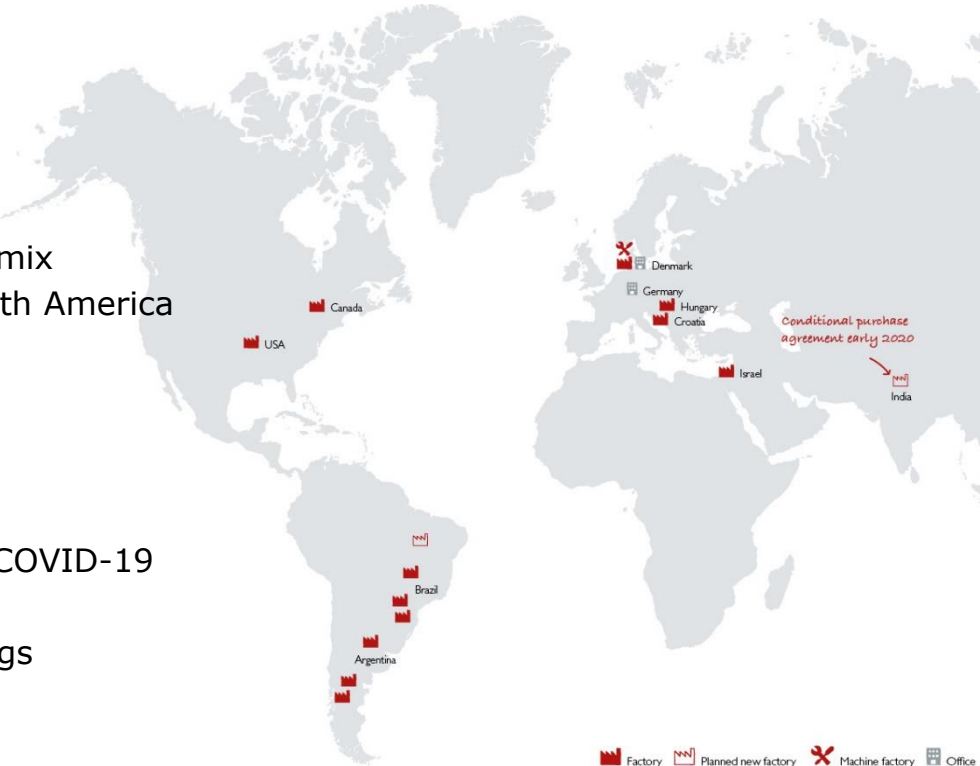 mix
th America
COVID-19
gs
Canada
USA
Denmark
Germany
Hungary
Croatia
Israel
Conditional purchase
agreement early 2020
India
Brazil
Argentina
Factory Planned new factory Machine factory Office